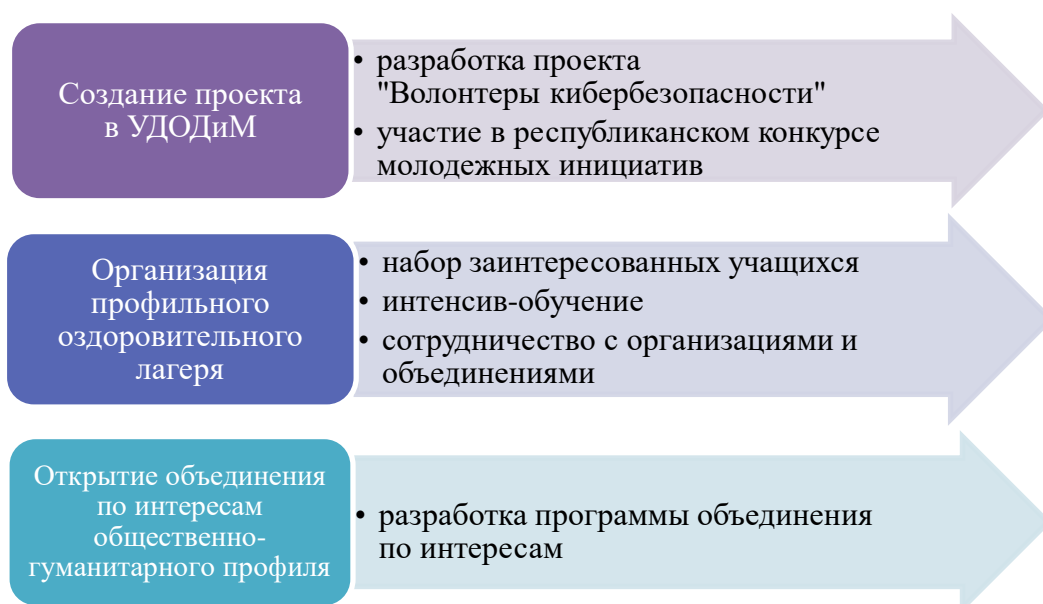 Создание проекта
в УДОДиМ
• разработка проекта
"Волонтеры кибербезопасности"
• участие в республиканском конкурсе
молодежных инициатив
Организация
профильного
оздоровительного
лагеря
• набор заинтересованных учащихся
• интенсив-обучение
• сотрудничество с организациями и
объединениями
Открытие объединения
по интересам
общественно-
гуманитарного профиля
• разработка программы объединения
по интересам